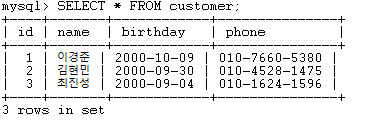 mysql> SELECT * FROM customer;
+----+--------+------------+---------------+
| id | name | birthday | phone |
+----+--------+------------+---------------+
| 1 | 이경준 | 2000-10-09 | 010-7660-5380 |
| 2 | 김현민 | 2000-09-30 | 010-4528-1475 |
| 3 | 최진성 | 2000-09-04 | 010-1624-1596 |
+----+--------+------------+---------------+
3 rows in set